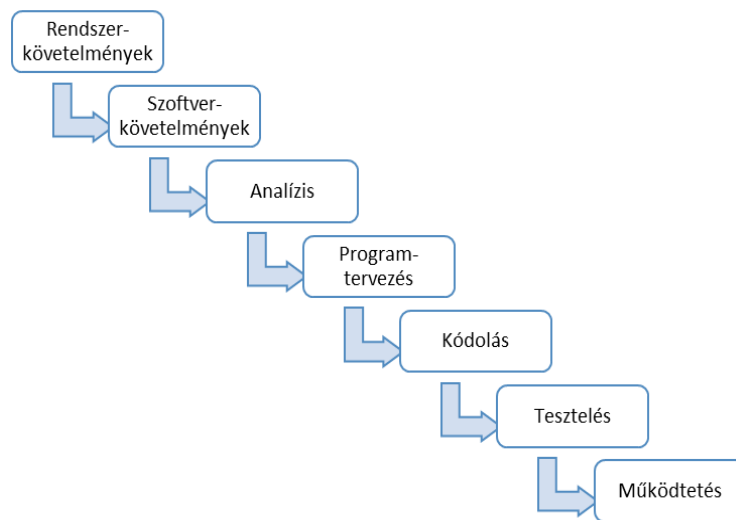 Rendszer-
követelmények
Szoftver-
követelmények
Analízis
Program-
tervezés
Kódolás
Tesztelés
Működtetés